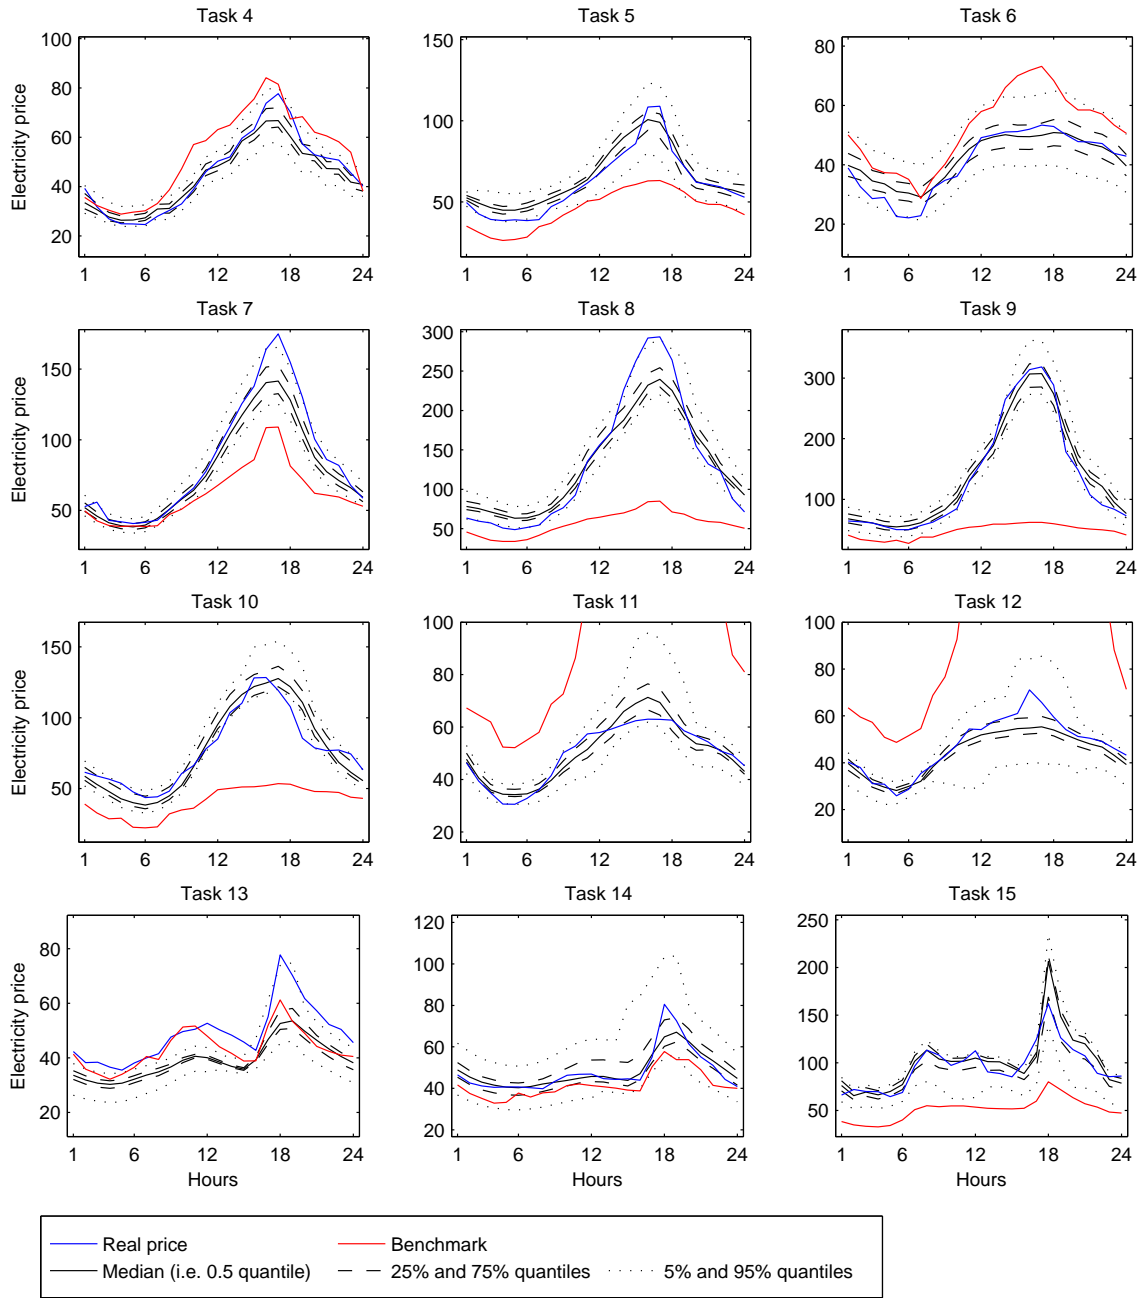 Task 4
Task 5
Task 6
Electricity price
100
80
60
40
20
1 6 12 18 24
150
100
50
1 6 12 18 24
80
60
40
20
1 6 12 18 24
Task 7
Task 8
Task 9
Electricity price
150
100
50
1 6 12 18 24
300
250
200
150
100
50
1 6 12 18 24
300
200
100
1 6 12 18 24
Task 10
Task 11
Task 12
Electricity price
150
100
50
1 6 12 18 24
100
80
60
40
20
1 6 12 18 24
100
80
60
40
20
1 6 12 18 24
Task 13
Task 14
Task 15
Electricity price
80
60
40
20
1 6 12 18 24
Hours
120
100
80
60
40
20
1 6 12 18 24
Hours
250
200
150
100
50
1 6 12 18 24
Hours
Real price
Benchmark
Median (i.e. 0.5 quantile)
25% and 75% quantiles
5% and 95% quantiles